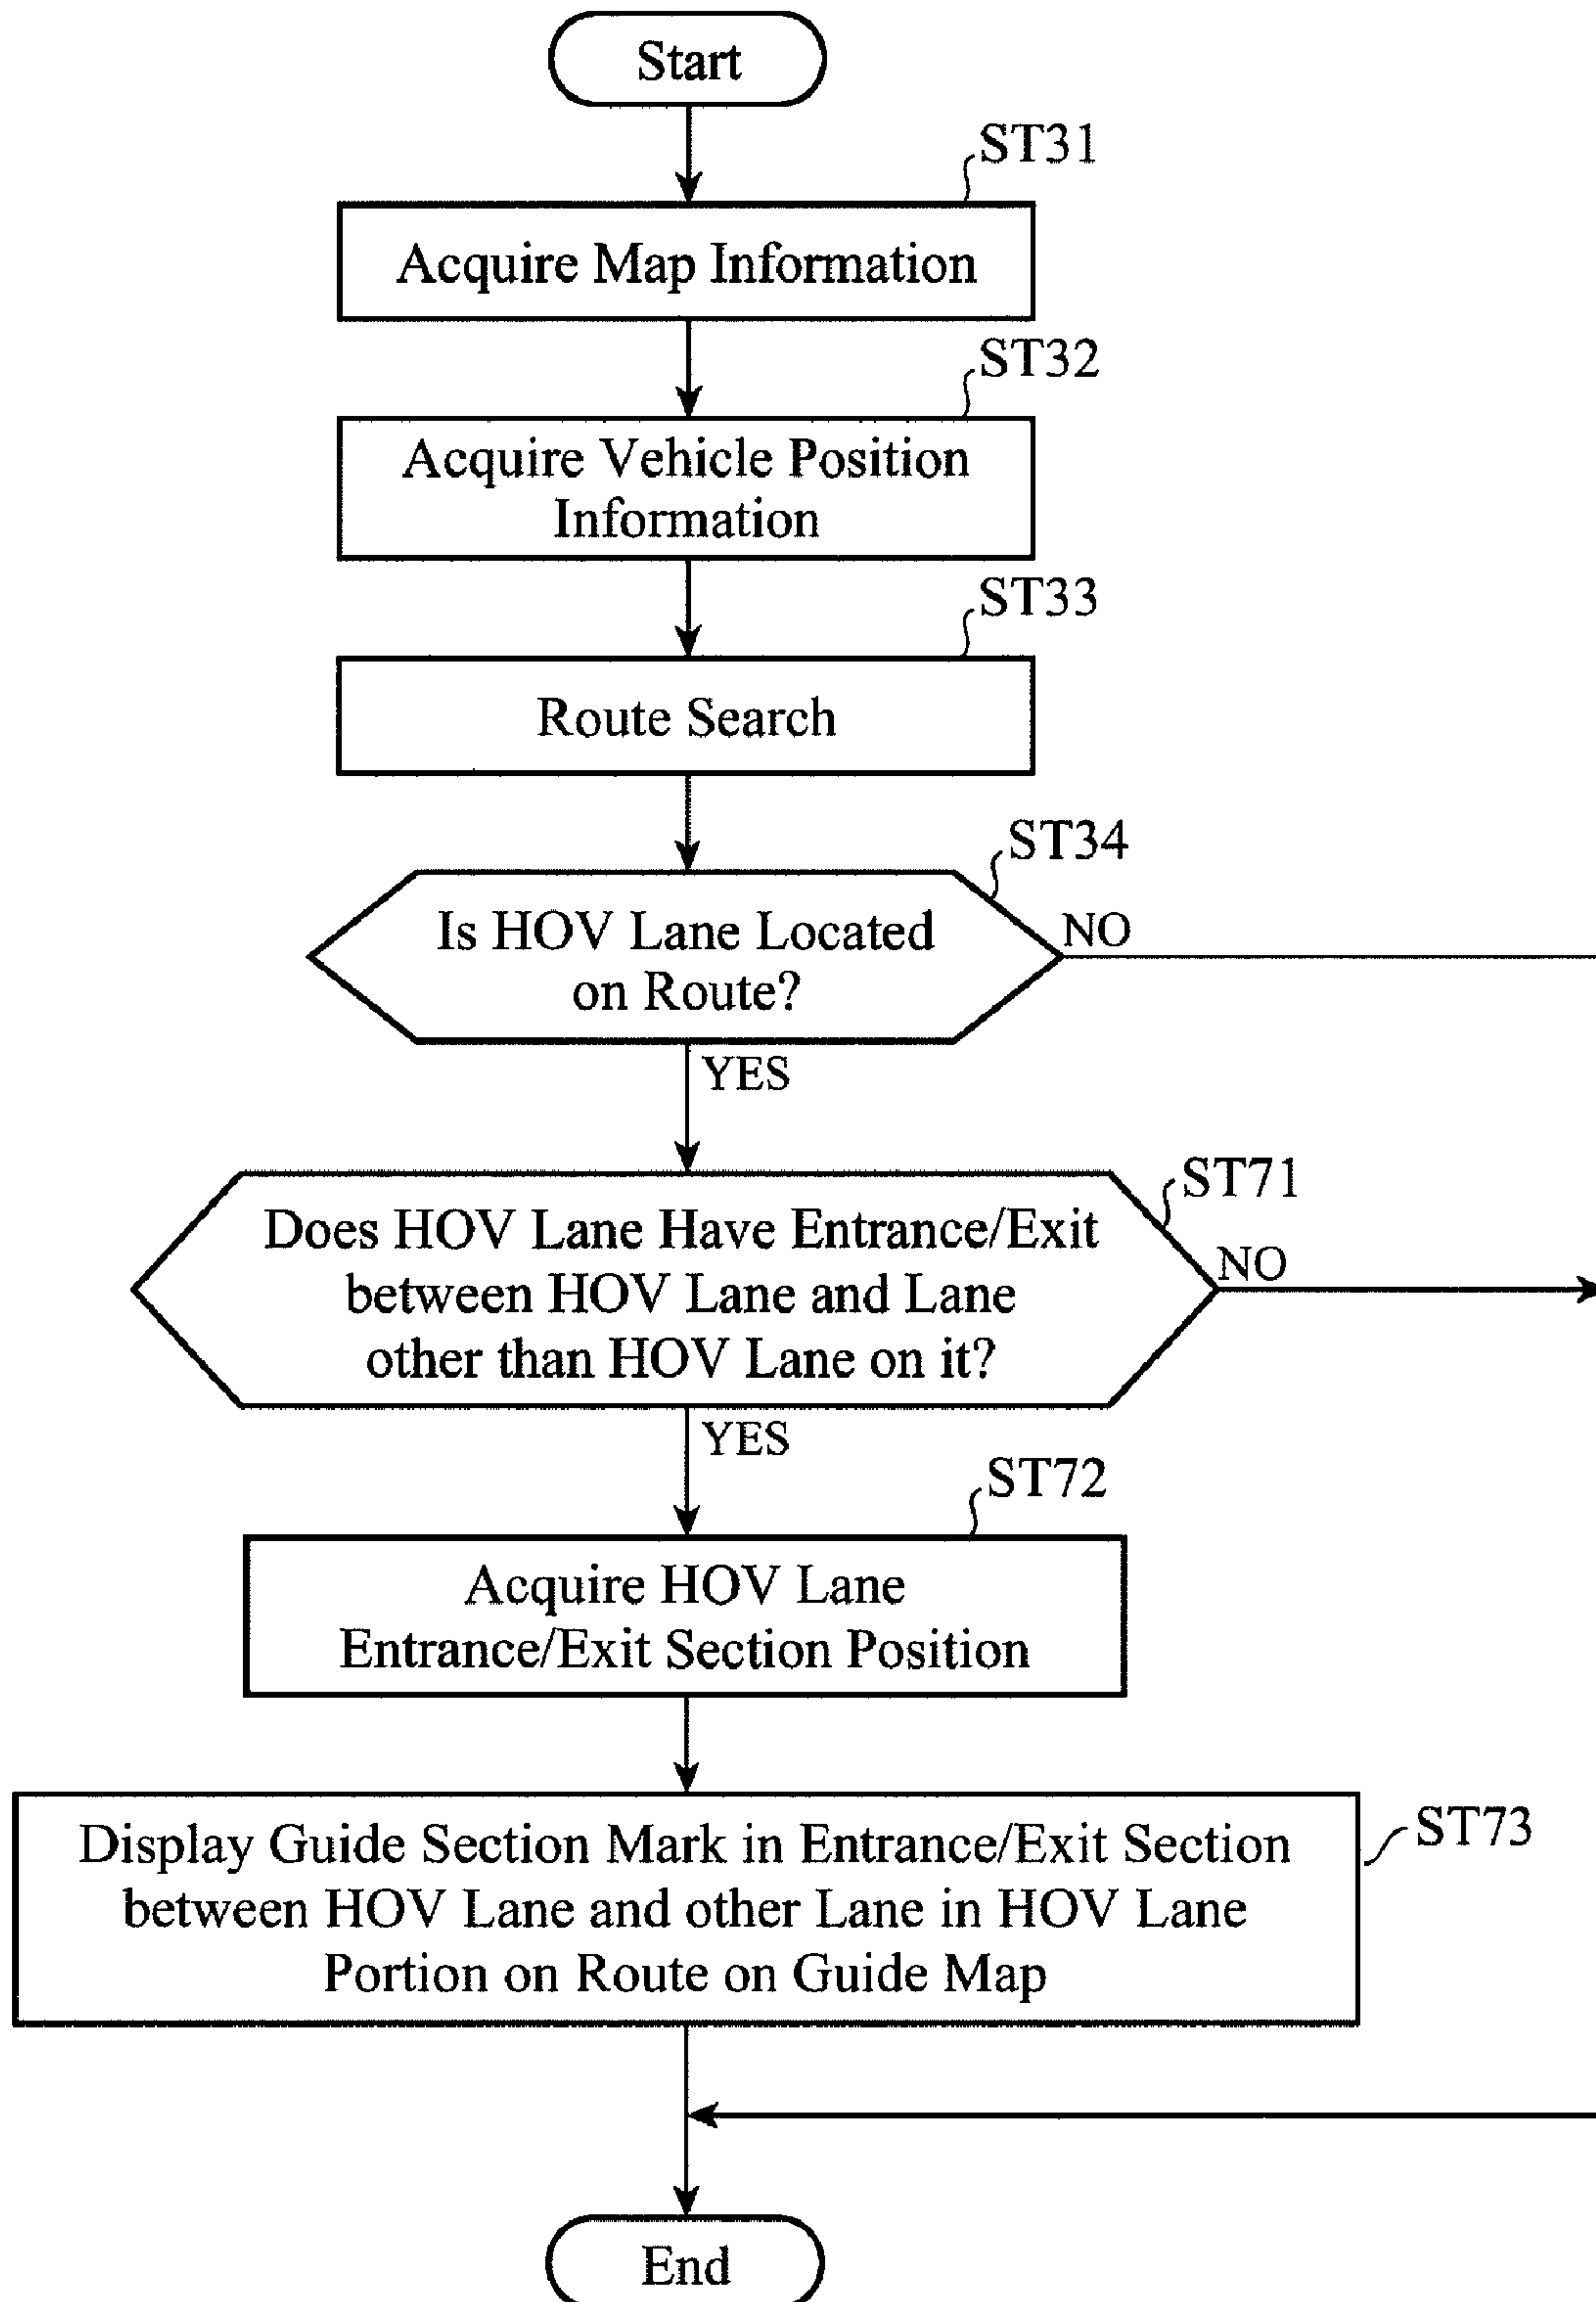 Start
ST31
Acquire Map Information
ST32
Acquire Vehicle Position
Information
ST33
Route Search
ST34
Is HOV Lane Located
on Route?
NO
YES
ST71
Does HOV Lane Have Entrance/Exit
between HOV Lane and Lane
other than HOV Lane on it?
NO
YES
ST72
Acquire HOV Lane
Entrance/Exit Section Position
ST73
Display Guide Section Mark in Entrance/Exit Section
between HOV Lane and other Lane in HOV Lane
Portion on Route on Guide Map
End